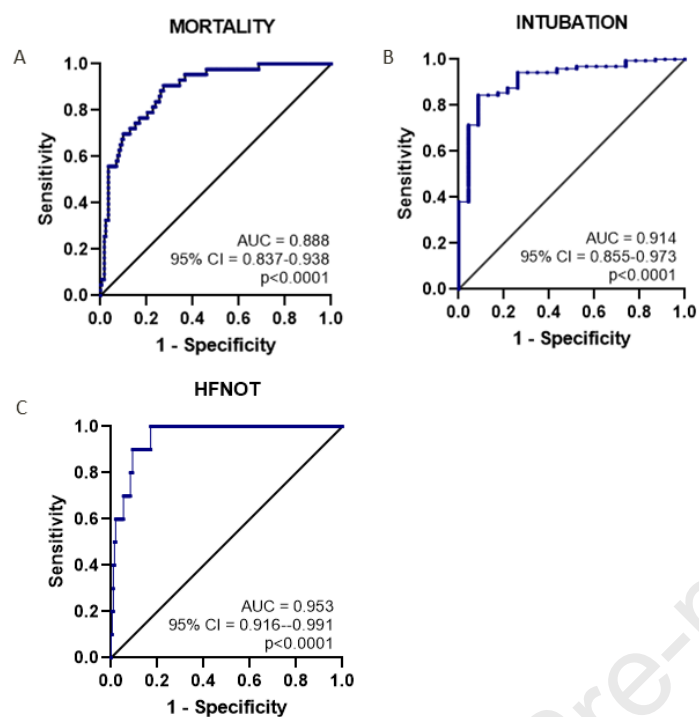 MORTALITY
A
1.0
0.8
0.6
0.4
0.2
0.0
Sensitivity
AUC = 0.888
95% CI = 0.837-0.938
p<0.0001
0.0 0.2 0.4 0.6 0.8 1.0
1 - Specificity
INTUBATION
B
1.0
0.8
0.6
0.4
0.2
0.0
Sensitivity
AUC = 0.914
95% CI = 0.855-0.973
p<0.0001
0.0 0.2 0.4 0.6 0.8 1.0
1 - Specificity
HFNOT
C
1.0
0.8
0.6
0.4
0.2
0.0
Sensitivity
AUC = 0.953
95% CI = 0.916--0.991
p<0.0001
0.0 0.2 0.4 0.6 0.8 1.0
1 - Specificity